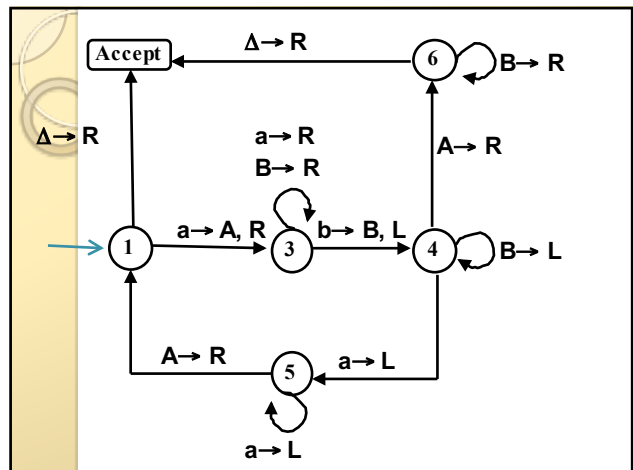 Accept
Δ→ R
6
B→ R
Δ→ R
a→ R
B→ R
A→ R
1
a→ A, R
3
b→ B, L
4
B→ L
A→ R
5
a→ L
a→ L